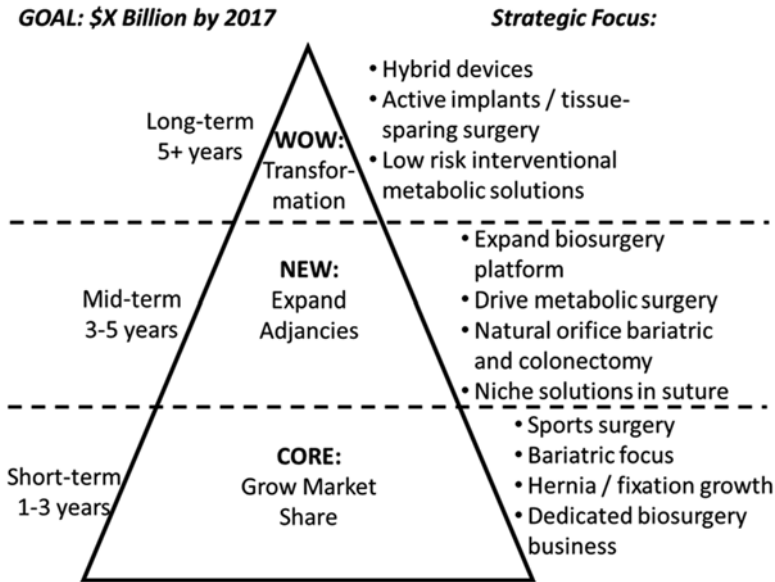 GOAL: $X Billion by 2017
Strategic Focus:
Long-term
5+ years
WOW:
Transfor-
mation
• Hybrid devices
• Active implants / tissue-
sparing surgery
• Low risk interventional
metabolic solutions
Mid-term
3-5 years
NEW:
Expand
Adjancies
• Expand biosurgery
platform
• Drive metabolic surgery
• Natural orifice bariatric
and colonectomy
• Niche solutions in suture
Short-term
1-3 years
CORE:
Grow Market
Share
• Sports surgery
• Bariatric focus
• Hernia / fixation growth
• Dedicated biosurgery
business